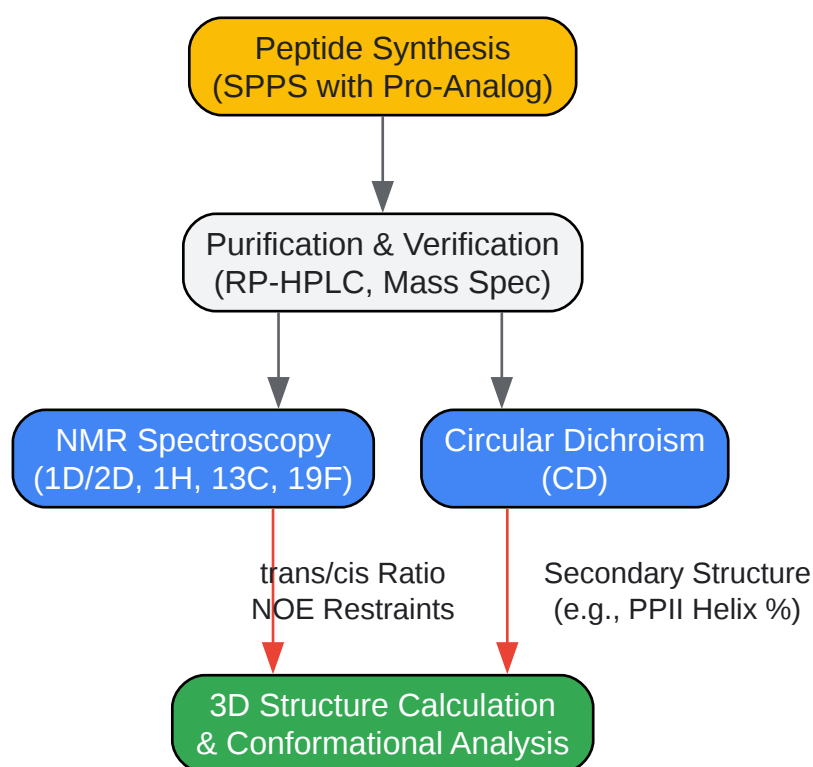 Peptide Synthesis
(SPPS with Pro-Analog)
Purification & Verification
(RP-HPLC, Mass Spec)
NMR Spectroscopy
(1D/2D, 1H, 13C, 19F)
Circular Dichroism
(CD)
trans/cis Ratio
NOE Restraints
Secondary Structure
(e.g., PPII Helix %)
3D Structure Calculation
& Conformational Analysis